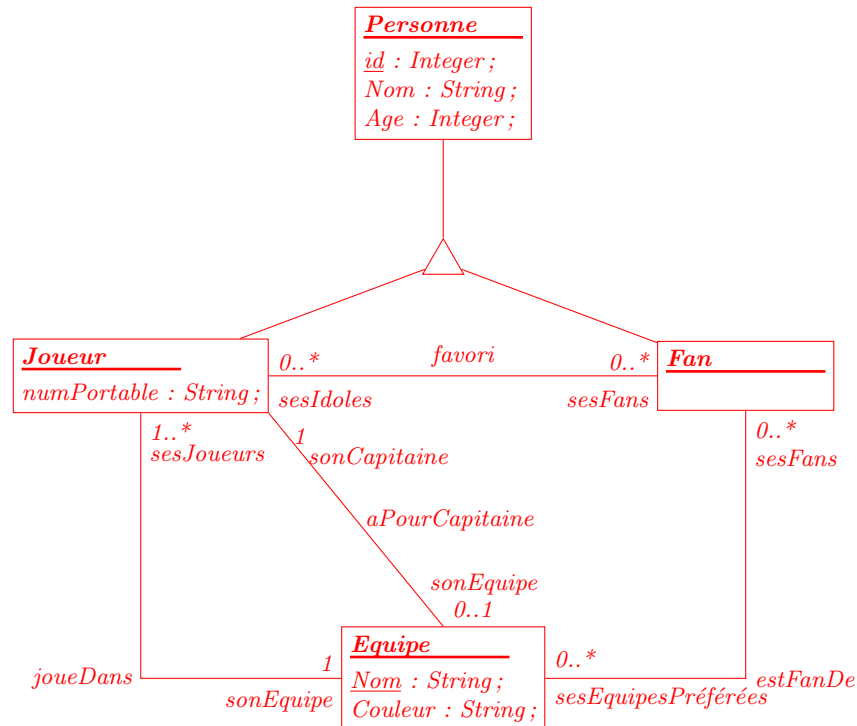 Personne
id : Integer ;
Nom : String ;
Age : Integer ;
Joueur
numPortable : String ;
0..*
favori
0..*
sesIdoles
sesFans
Fan
1..*
sesJoueurs
1
sonCapitaine
0..*
sesFans
aPourCapitaine
sonEquipe
0..1
joueDans
1
sonEquipe
Equipe
Nom : String ;
Couleur : String ;
0..*
sesEquipesPréférées
estFanDe